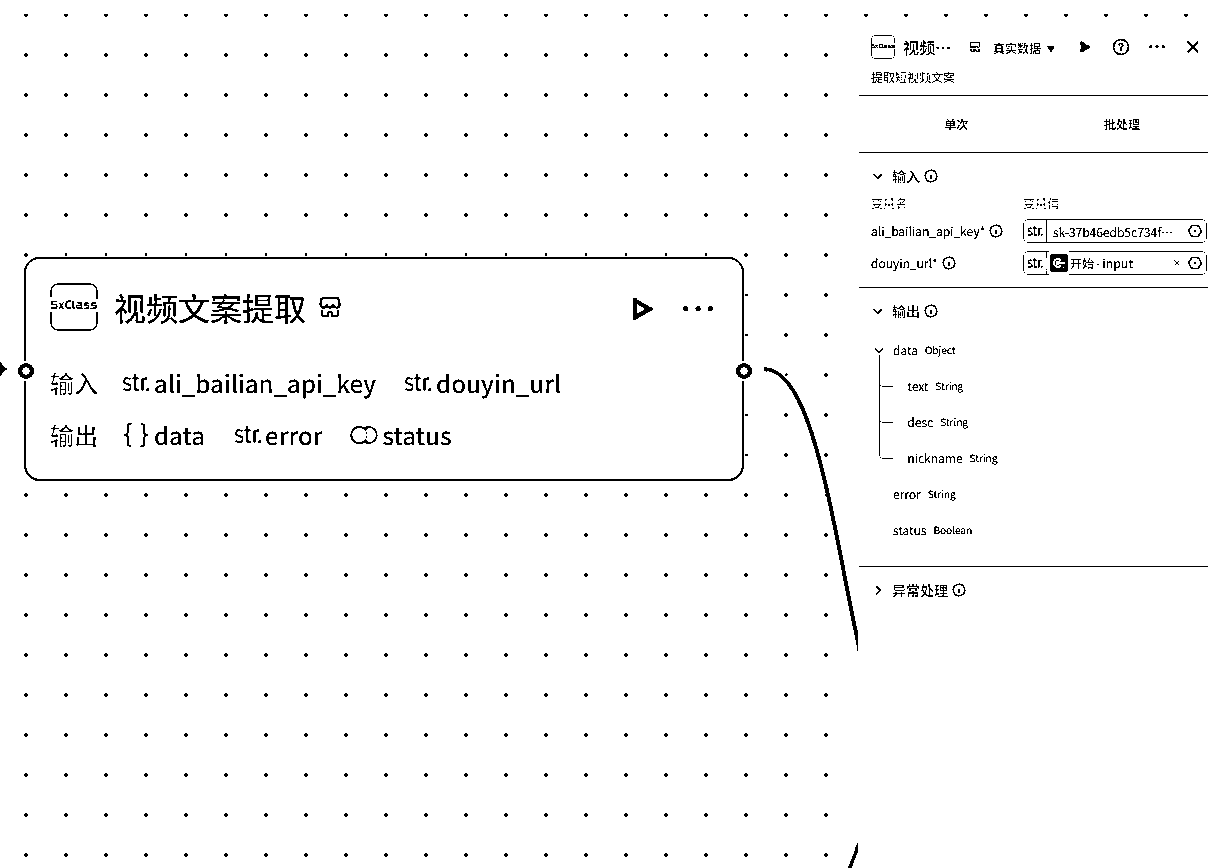 5xClass 视频文案提取
输入 str. ali_bailian_api_key str. douyin_url
输出 { } data str. error status
视频… 真实数据
提取短视频文案
单次 批处理
输入
变量名 变量值
ali_bailian_api_key* str. sk-37b46edb5c734f…
douyin_url* str. 开始 - input ×
输出
data Object
text String
desc String
nickname String
error String
status Boolean
异常处理